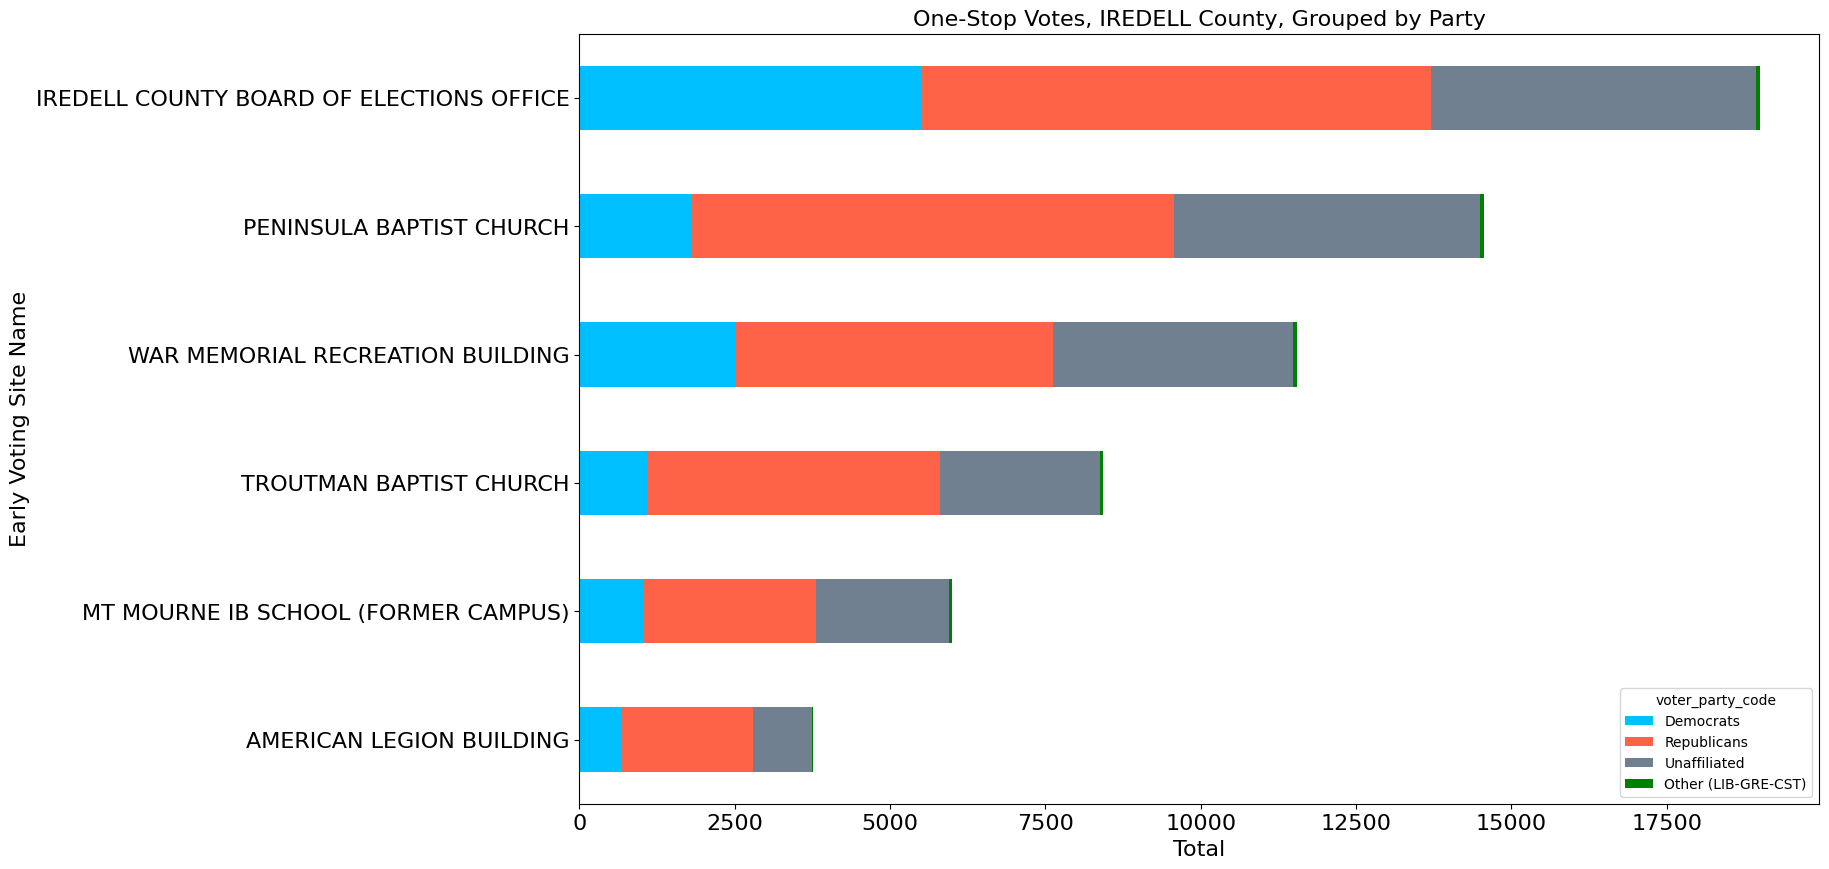 One-Stop Votes, IREDELL County, Grouped by Party
Early Voting Site Name
IREDELL COUNTY BOARD OF ELECTIONS OFFICE
PENINSULA BAPTIST CHURCH
WAR MEMORIAL RECREATION BUILDING
TROUTMAN BAPTIST CHURCH
MT MOURNE IB SCHOOL (FORMER CAMPUS)
AMERICAN LEGION BUILDING
voter_party_code
Democrats
Republicans
Unaffiliated
Other (LIB-GRE-CST)
0 2500 5000 7500 10000 12500 15000 17500
Total